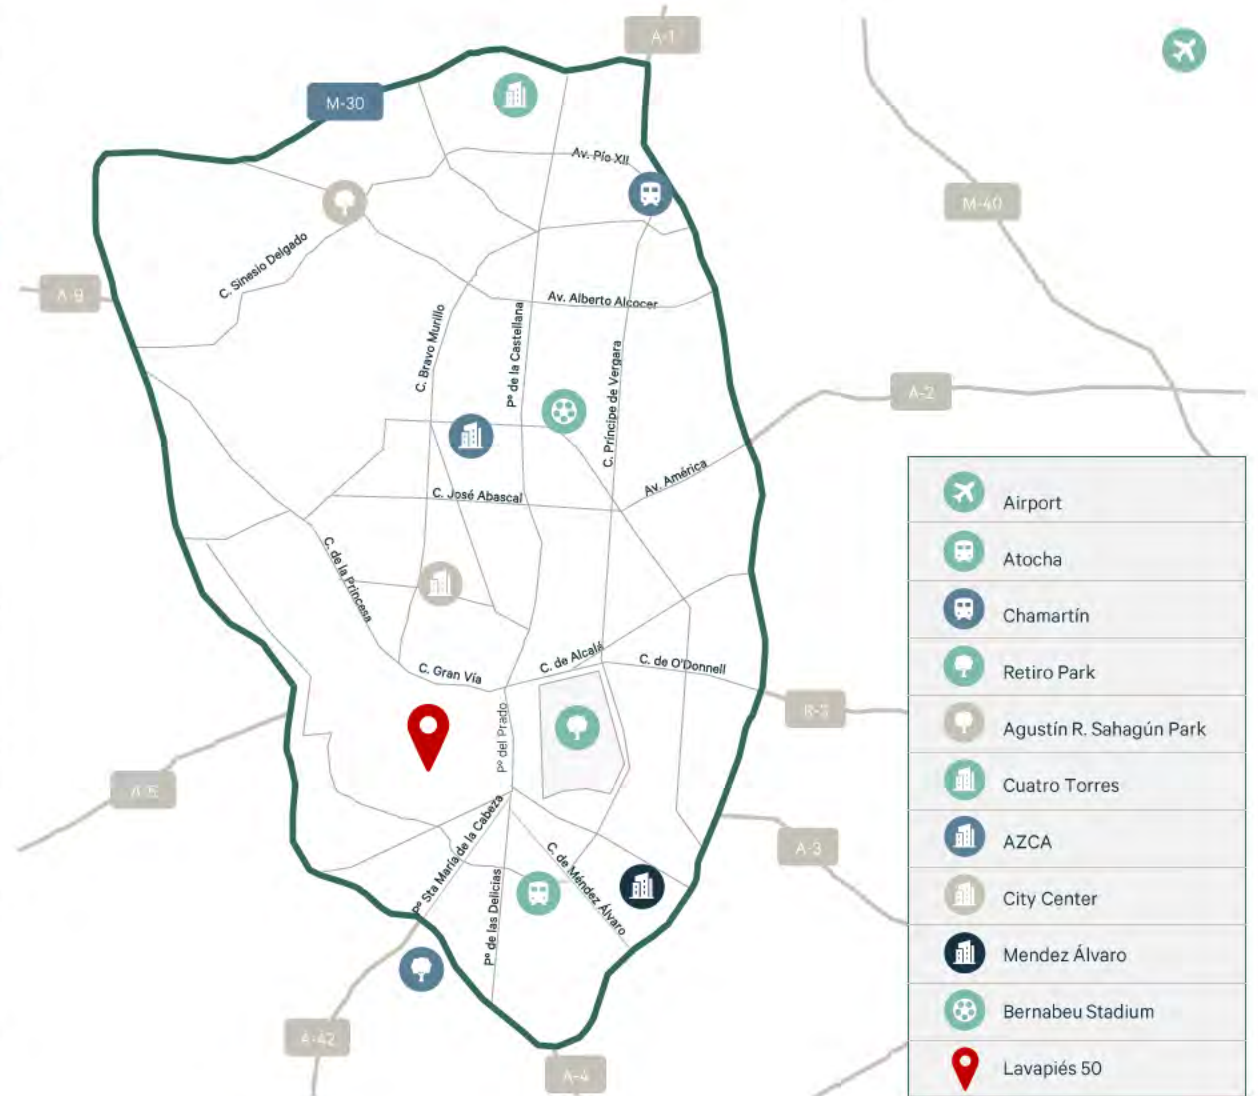 A-1
M-30
Av. Pío XII
M-40
C. Sinesio Delgado
Av. Alberto Alcocer
C. Bravo Murillo
Pº de la Castellana
C. Príncipe de Vergara
A-2
Av. América
C. José Abascal
C. de la Princesa
C. de Alcalá
C. de O'Donnell
C. Gran Vía
Pº del Prado
A-3
Pº Sta María de la Cabeza
C. de Méndez Álvaro
Pº de las Delicias
A-42
A-4
Airport
Atocha
Chamartín
Retiro Park
Agustín R. Sahagún Park
Cuatro Torres
AZCA
City Center
Mendez Álvaro
Bernabeu Stadium
Lavapiés 50